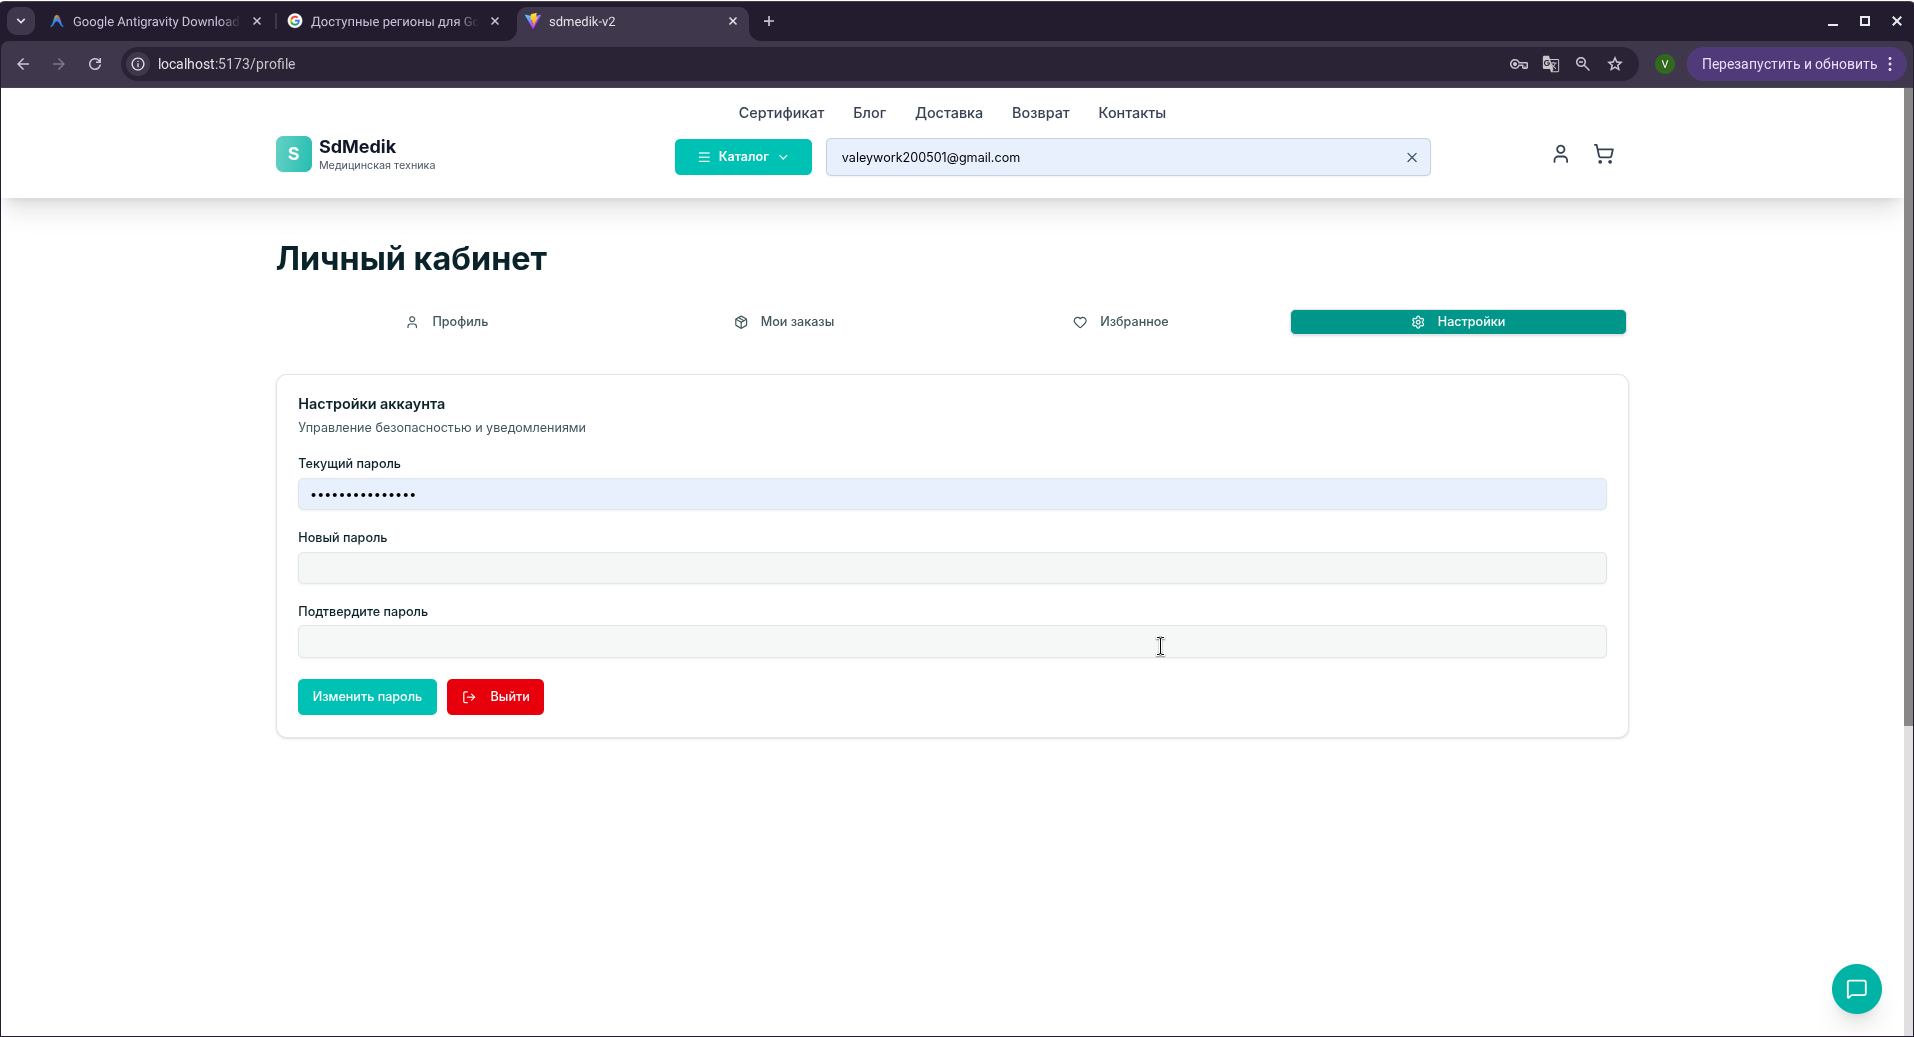 Google Antigravity Download
Доступные регионы для Go
sdmedik-v2
localhost:5173/profile
V
Перезапустить и обновить
Сертификат Блог Доставка Возврат Контакты
S
SdMedik
Медицинская техника
Каталог
valeywork200501@gmail.com
Личный кабинет
Профиль Мои заказы Избранное Настройки
Настройки аккаунта
Управление безопасностью и уведомлениями
Текущий пароль
•••••••••••••••
Новый пароль
Подтвердите пароль
Изменить пароль Выйти